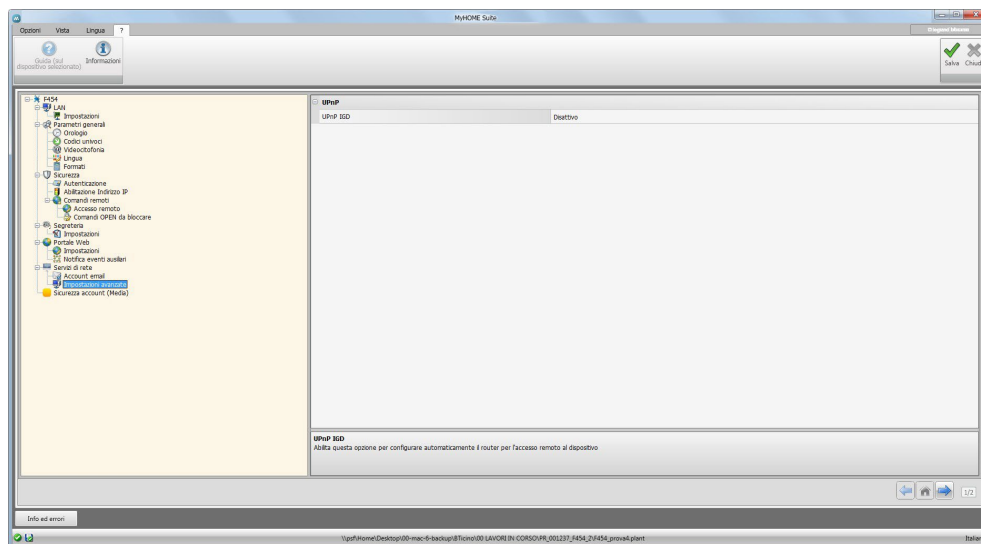 MyHOME Suite
Opzioni Vista Lingua ?
Guida (sul dispositivo selezionato)
Informazioni
Salva Chiud
F454
LAN
Impostazioni
Parametri generali
Orologio
Codici univoci
Videocitofonia
Lingua
Formati
Sicurezza
Autenticazione
Abilitazione Indirizzo IP
Comandi remoti
Accesso remoto
Comandi OPEN da bloccare
Segreteria
Impostazioni
Portale Web
Impostazioni
Notifica eventi ausiliari
Servizi di rete
Account email
Impostazioni avanzate
Sicurezza account (Media)
UPnP
UPnP IGD Disattivo
UPnP IGD
Abilita questa opzione per configurare automaticamente il router per l'accesso remoto al dispositivo
1/2
Info ed errori
\\psf\Home\Desktop\00-mac-6-backup\BTicino\00 LAVORI IN CORSO\PR_001237_F454_2\F454_prova4.plant
Italian